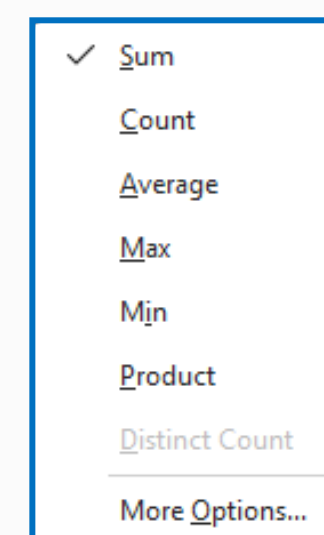 Sum
Count
Average
Max
Min
Product
Distinct Count
More Options...